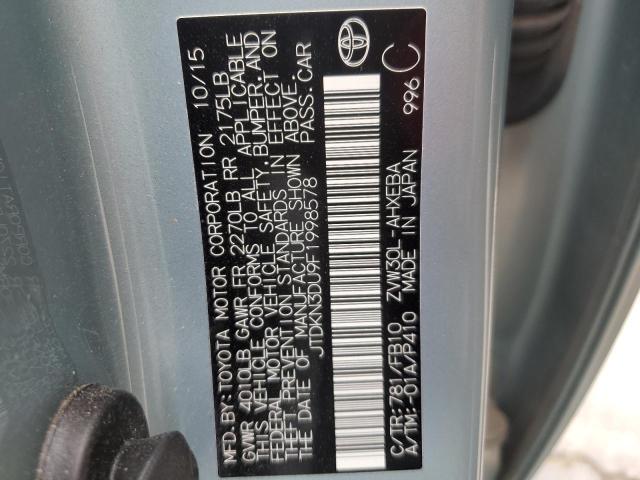 MFD. BY: TOYOTA MOTOR CORPORATION 10/15
GVWR 4010LB GAWR FR 2270LB RR 2175LB
THIS VEHICLE CONFORMS TO ALL APPLICABLE
FEDERAL MOTOR VEHICLE SAFETY, BUMPER, AND
THEFT PREVENTION STANDARDS IN EFFECT ON
THE DATE OF MANUFACTURE SHOWN ABOVE.
JTDKN3DU9F1998578 PASS. CAR
C/TR: 781/FB10 ZVW30L-AHXEBA
A/TM: -01A/P410 MADE IN JAPAN
996 C